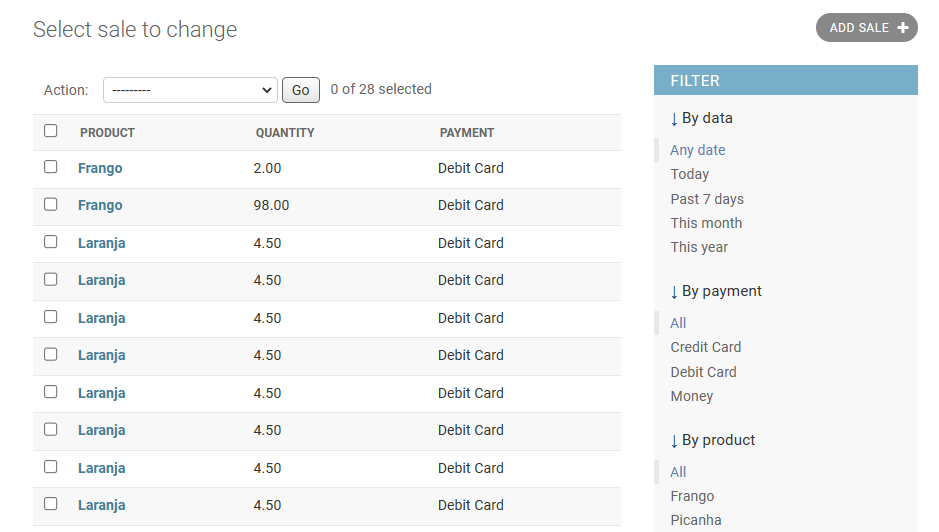 Select sale to change
ADD SALE +
Action: --------- Go 0 of 28 selected
PRODUCT QUANTITY PAYMENT
Frango 2.00 Debit Card
Frango 98.00 Debit Card
Laranja 4.50 Debit Card
Laranja 4.50 Debit Card
Laranja 4.50 Debit Card
Laranja 4.50 Debit Card
Laranja 4.50 Debit Card
Laranja 4.50 Debit Card
Laranja 4.50 Debit Card
Laranja 4.50 Debit Card
FILTER
↓ By data
Any date
Today
Past 7 days
This month
This year
↓ By payment
All
Credit Card
Debit Card
Money
↓ By product
All
Frango
Picanha